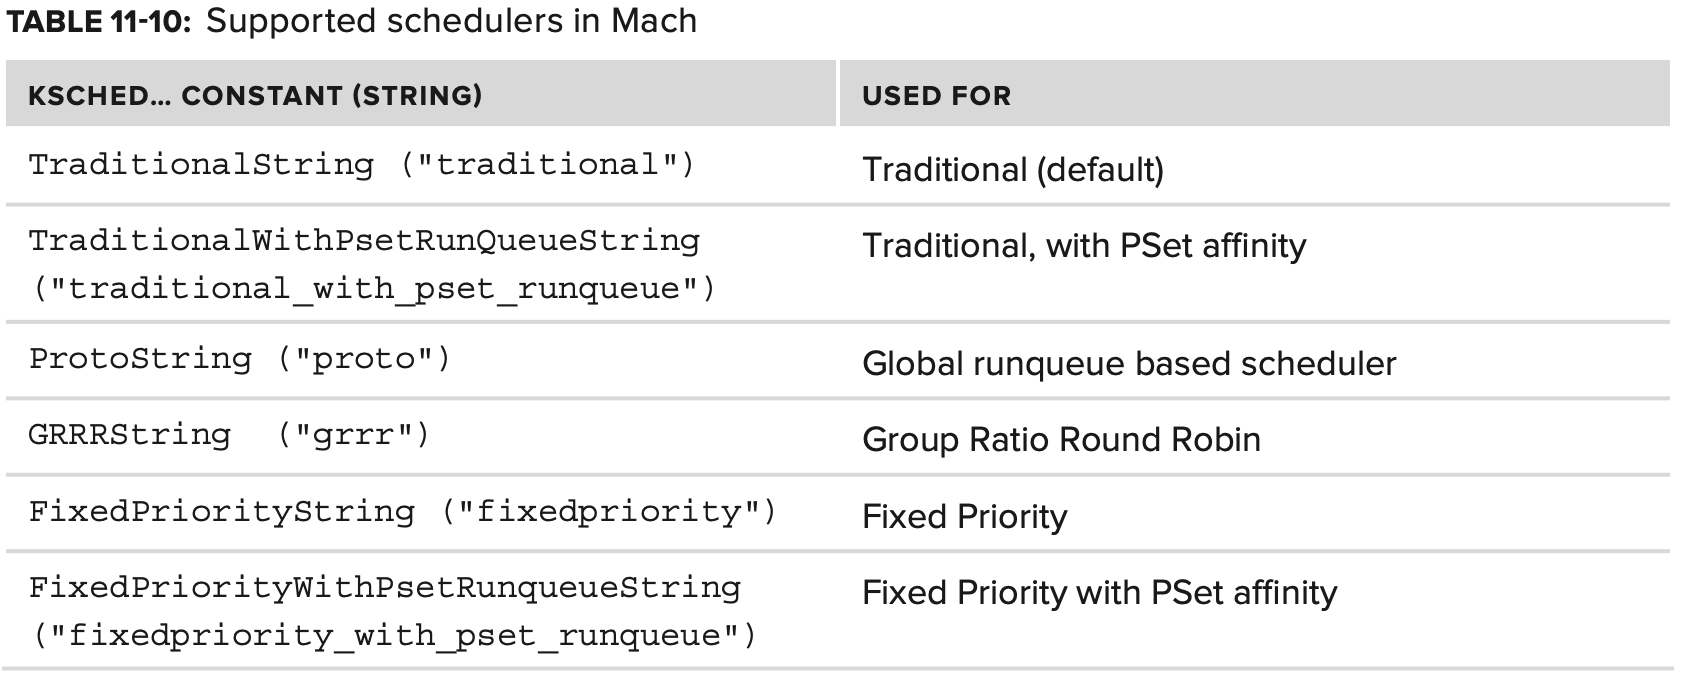 TABLE 11-10: Supported schedulers in Mach
KSCHED... CONSTANT (STRING) USED FOR
TraditionalString ("traditional") Traditional (default)
TraditionalWithPsetRunQueueString Traditional, with PSet affinity
("traditional_with_pset_runqueue")
ProtoString ("proto") Global runqueue based scheduler
GRRRString ("grrr") Group Ratio Round Robin
FixedPriorityString ("fixedpriority") Fixed Priority
FixedPriorityWithPsetRunqueueString Fixed Priority with PSet affinity
("fixedpriority_with_pset_runqueue")